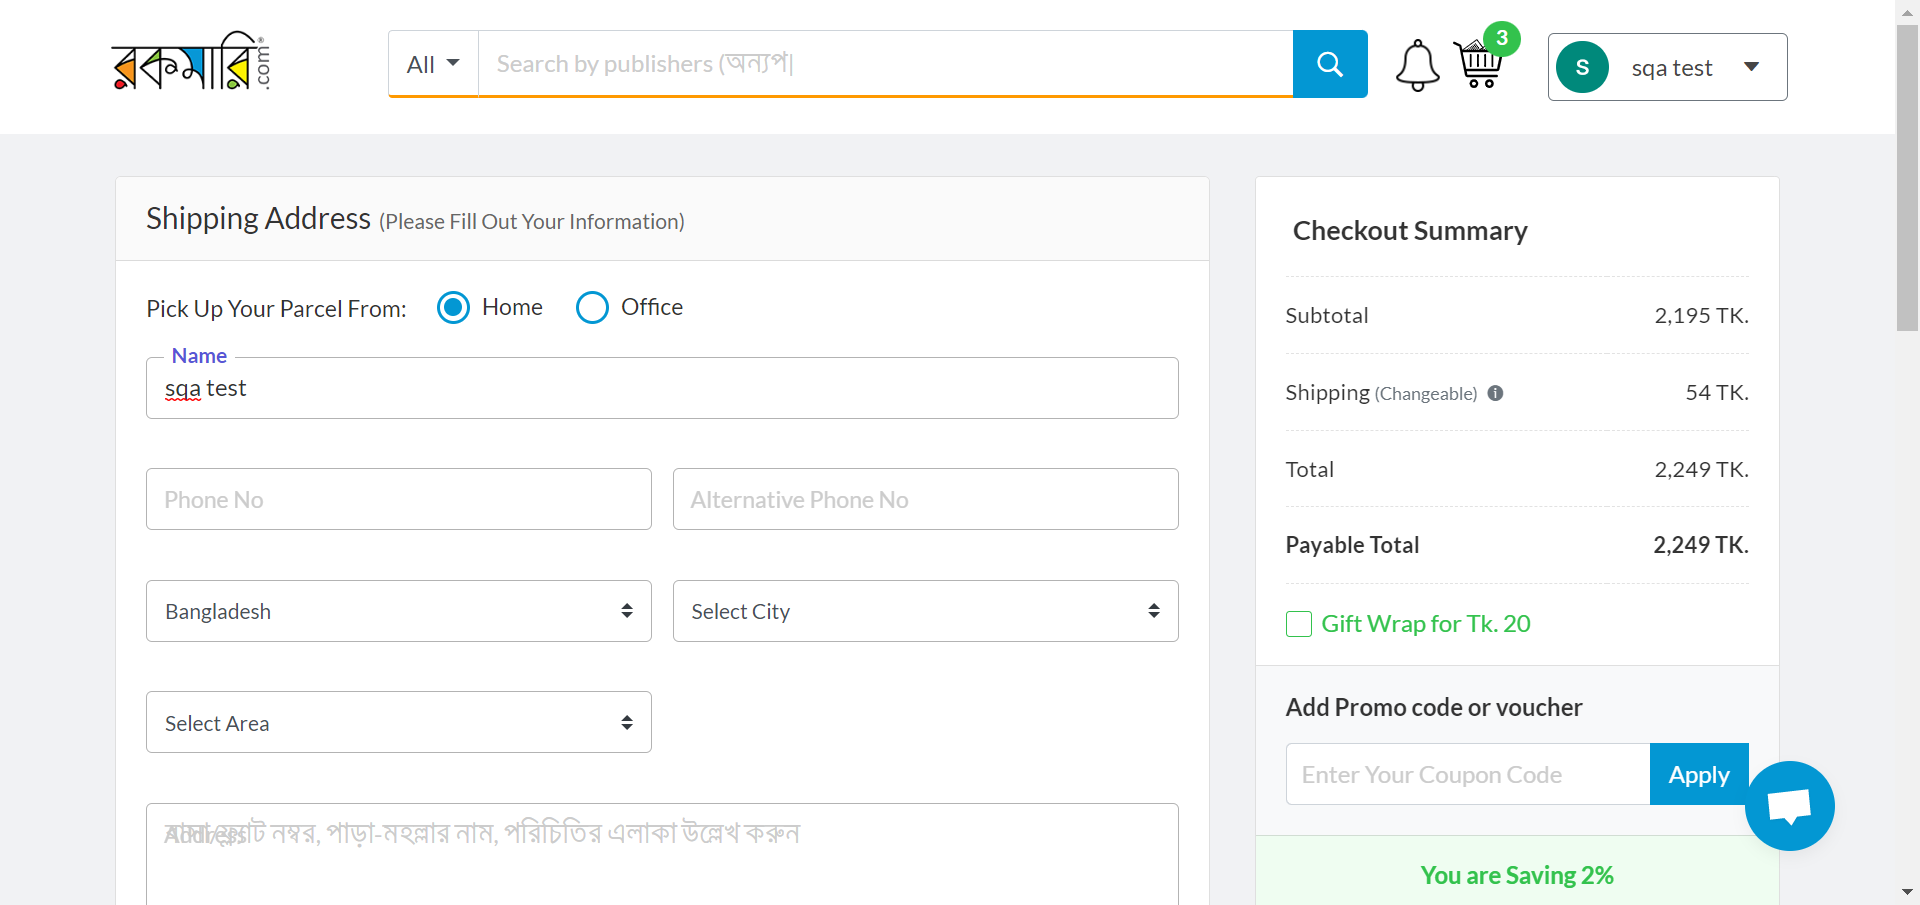 রকমারি.com
All
Search by publishers (অন্যপ|
3
S
sqa test
Shipping Address (Please Fill Out Your Information)
Pick Up Your Parcel From:
Home
Office
Name
sqa test
Phone No
Alternative Phone No
Bangladesh
Select City
Select Area
Address
নম্বর, পাড়া-মহল্লার নাম, পরিচিতির এলাকা উল্লেখ করুন
Checkout Summary
Subtotal 2,195 TK.
Shipping (Changeable) 54 TK.
Total 2,249 TK.
Payable Total 2,249 TK.
Gift Wrap for Tk. 20
Add Promo code or voucher
Enter Your Coupon Code
Apply
You are Saving 2%